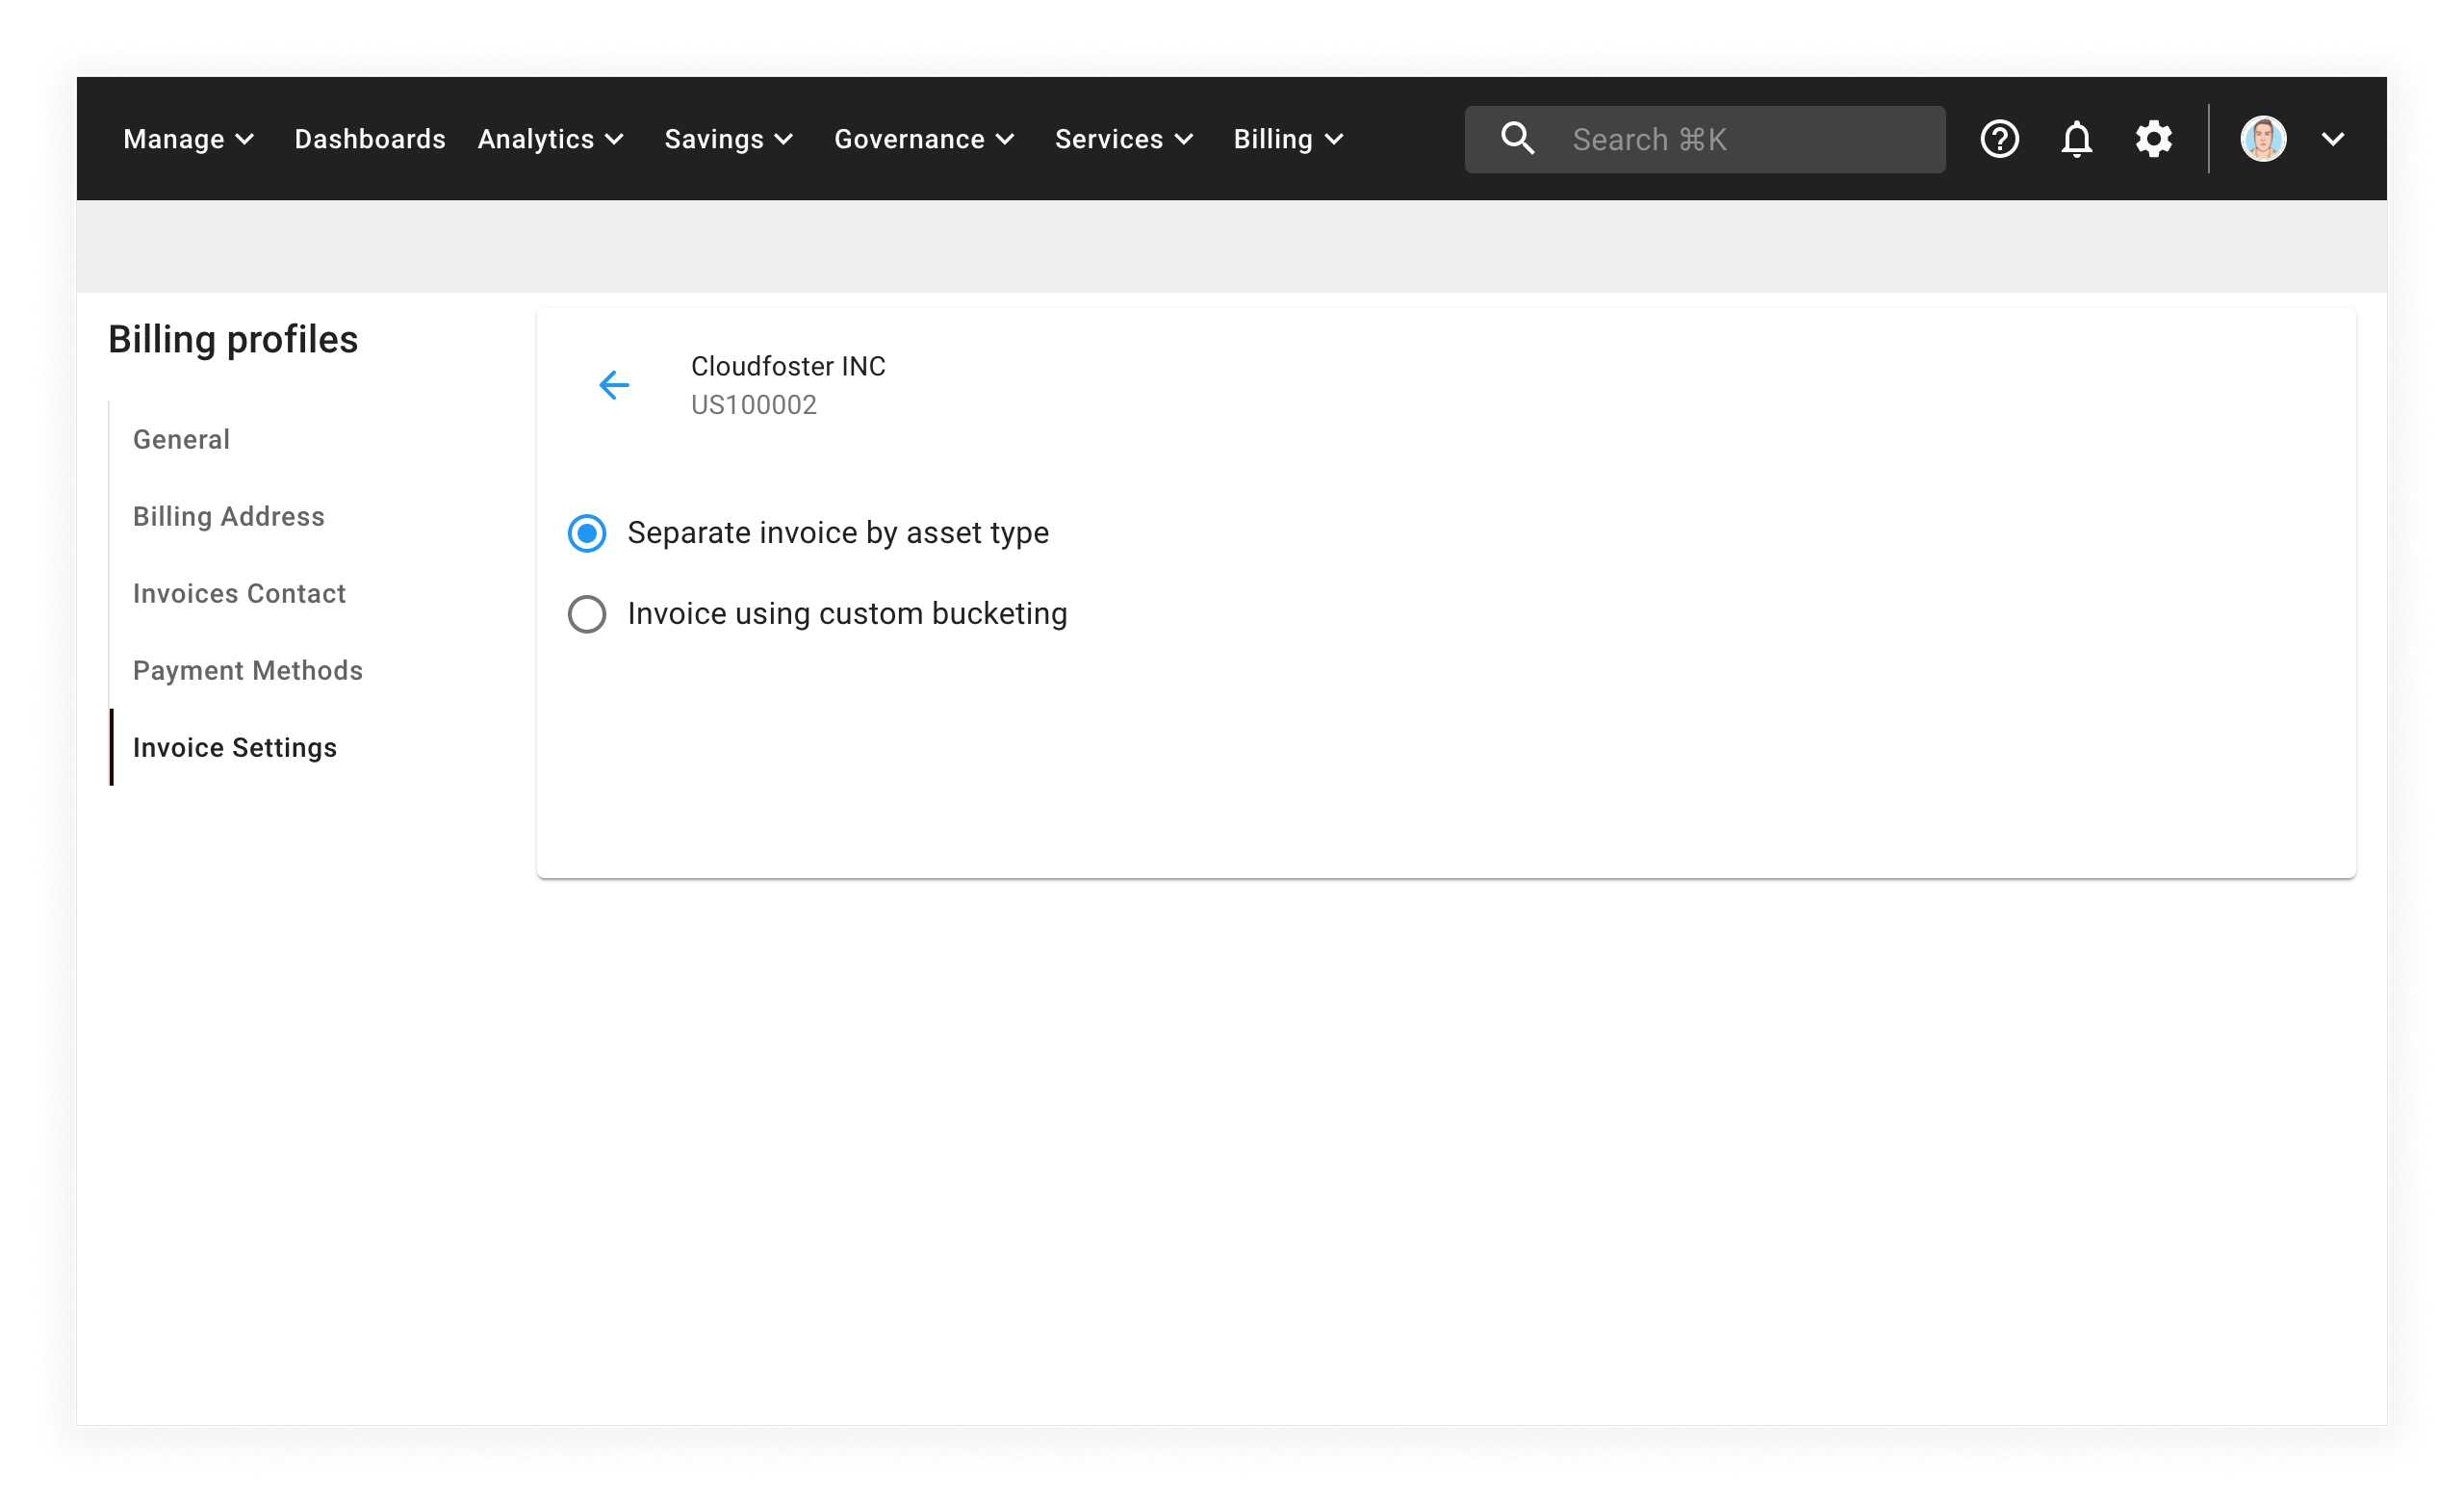 Manage Dashboards Analytics Savings Governance Services Billing Search ⌘K
Billing profiles
General
Billing Address
Invoices Contact
Payment Methods
Invoice Settings
Cloudfoster INC
US100002
Separate invoice by asset type
Invoice using custom bucketing